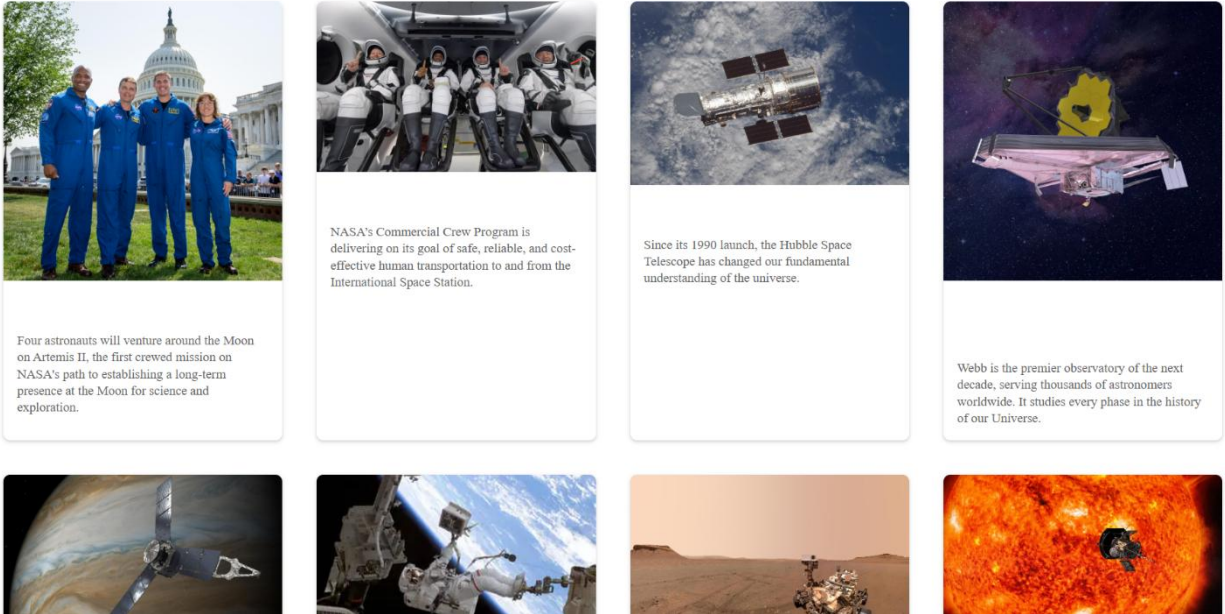 Four astronauts will venture around the Moon
on Artemis II, the first crewed mission on
NASA's path to establishing a long-term
presence at the Moon for science and
exploration.
NASA's Commercial Crew Program is
delivering on its goal of safe, reliable, and cost-
effective human transportation to and from the
International Space Station.
Since its 1990 launch, the Hubble Space
Telescope has changed our fundamental
understanding of the universe.
Webb is the premier observatory of the next
decade, serving thousands of astronomers
worldwide. It studies every phase in the history
of our Universe.